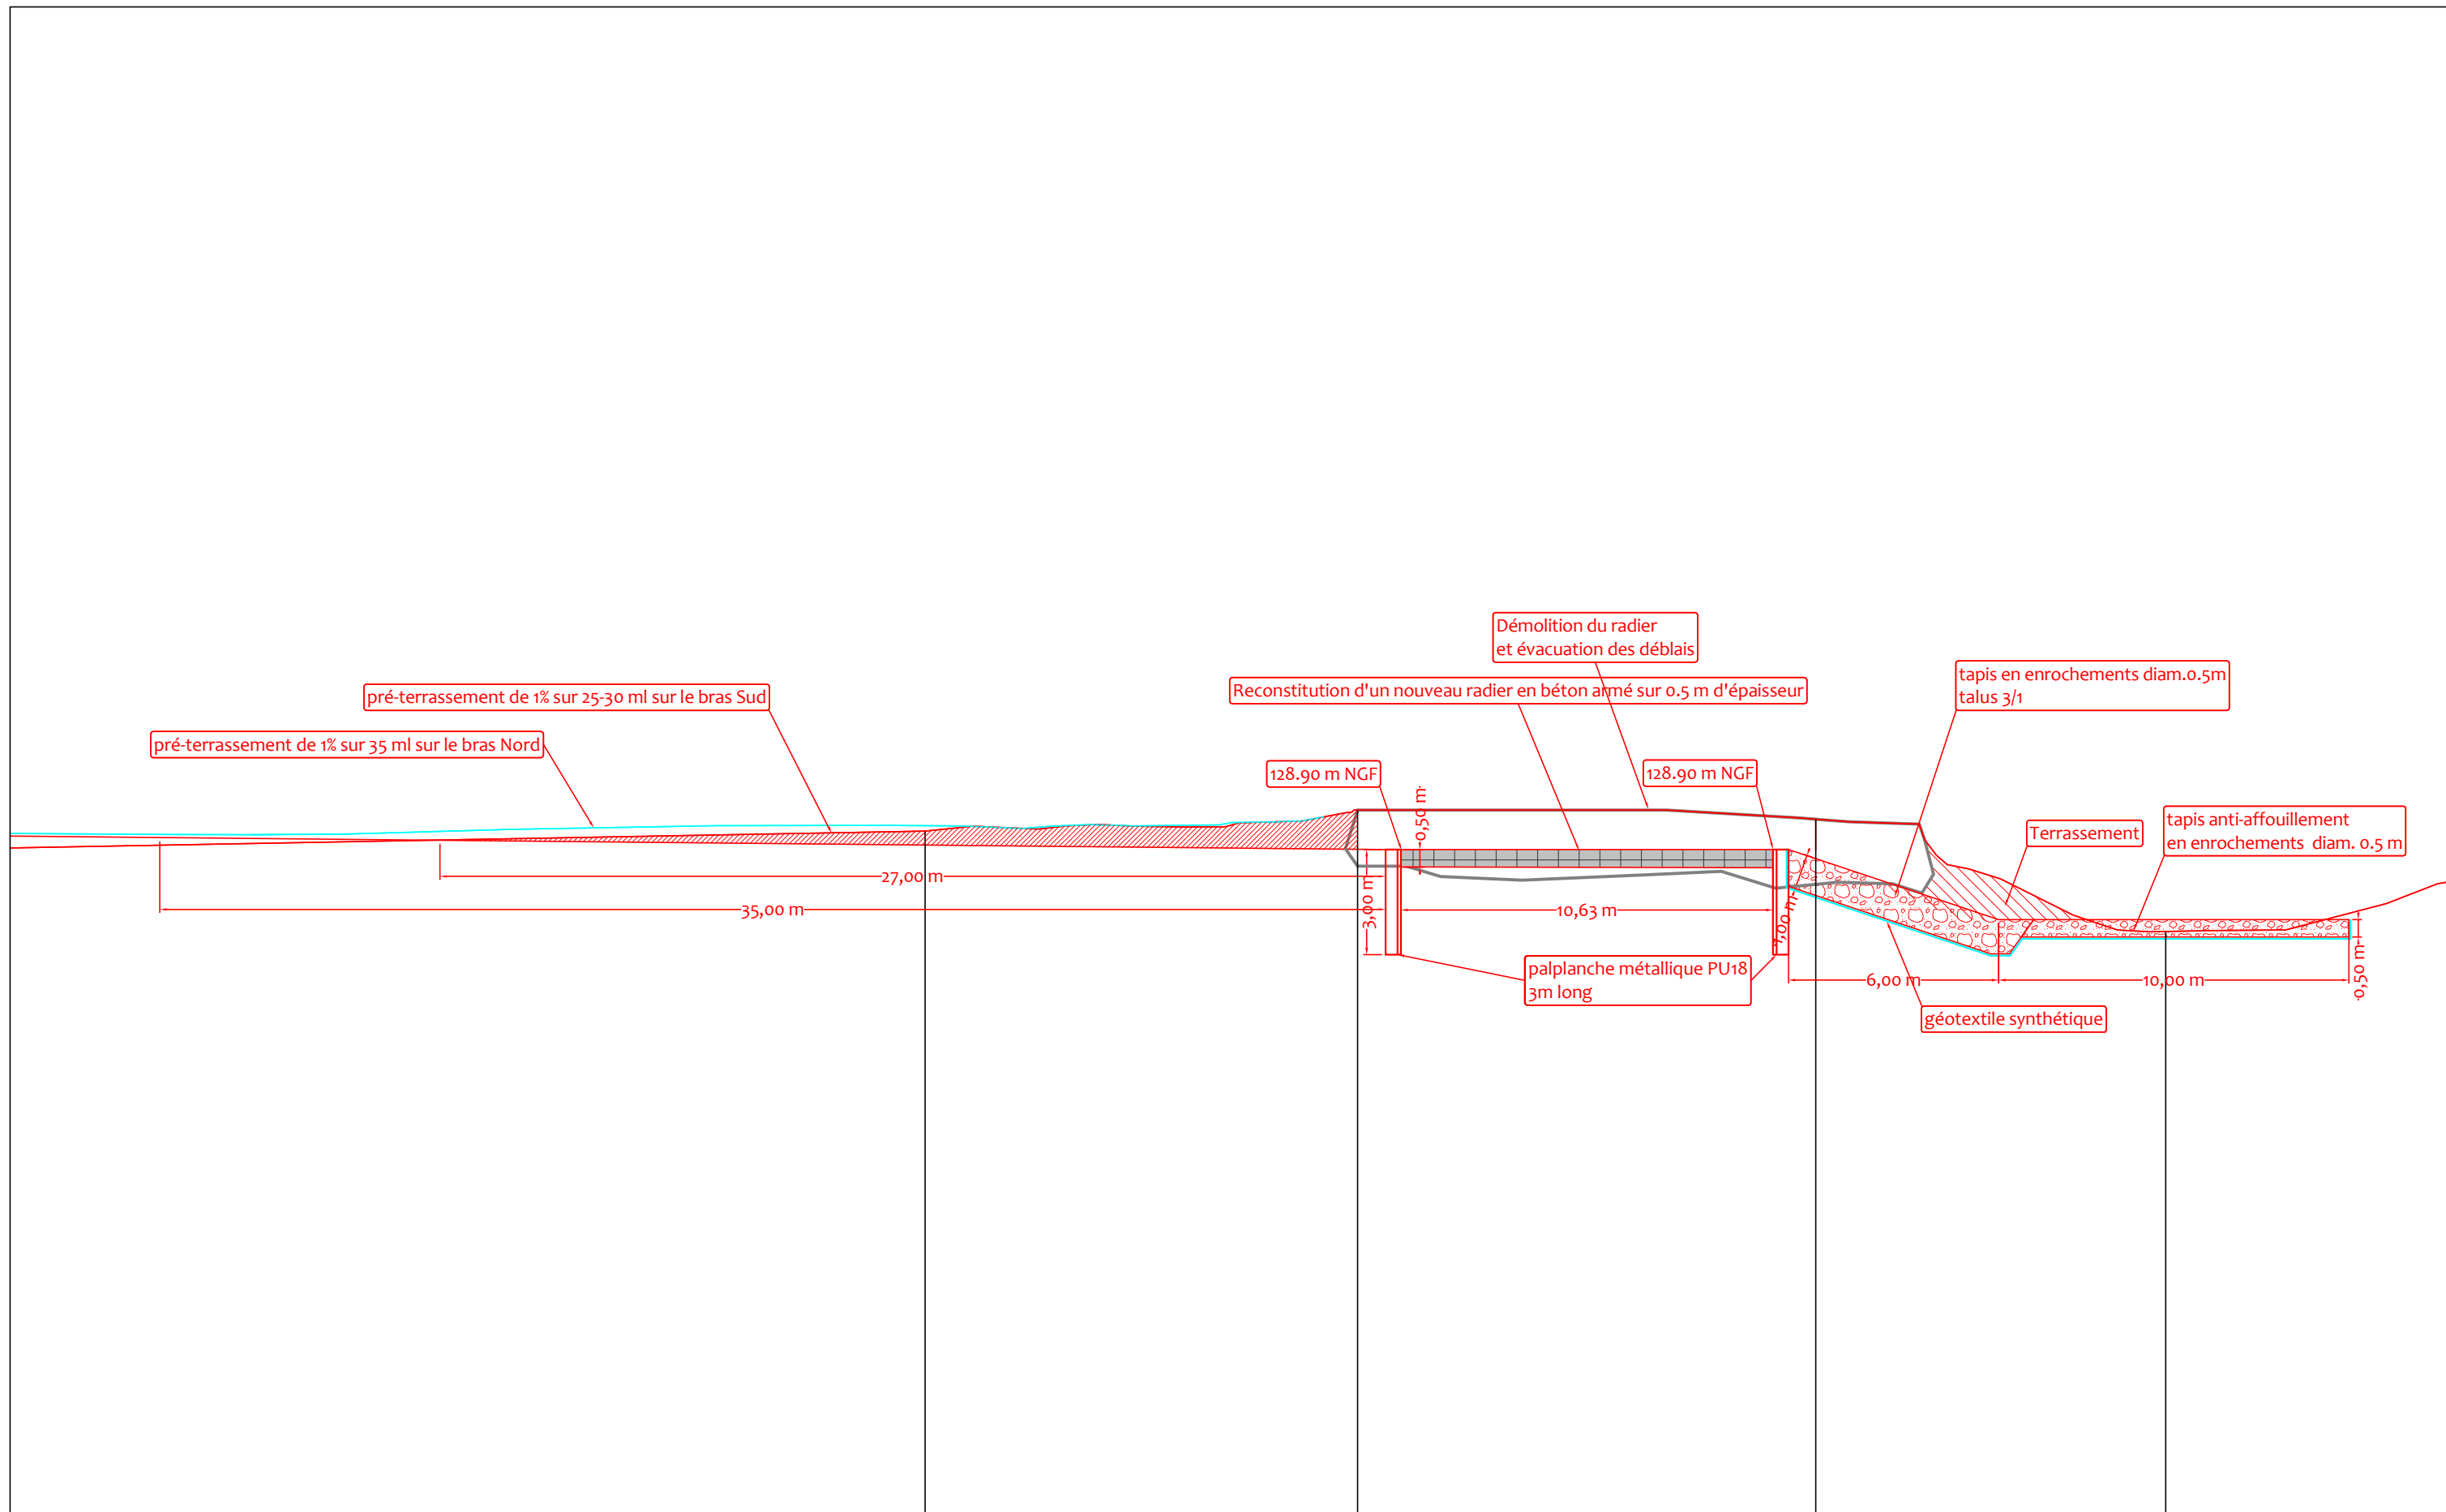 Démolition du radier
et évacuation des déblais
tapis en enrochements diam.0.5m
talus 3/1
pré-terrassement de 1% sur 25-30 ml sur le bras Sud
Reconstitution d'un nouveau radier en béton armé sur 0.5 m d'épaisseur
pré-terrassement de 1% sur 35 ml sur le bras Nord
128.90 m NGF
128.90 m NGF
0,50 m
Terrassement
tapis anti-affouillement
en enrochements  diam. 0.5 m
27,00 m
35,00 m
3,00 m
10,63 m
1,00 m
palplanche métallique PU18
3m long
6,00 m
10,00 m
0,50 m
géotextile synthétique